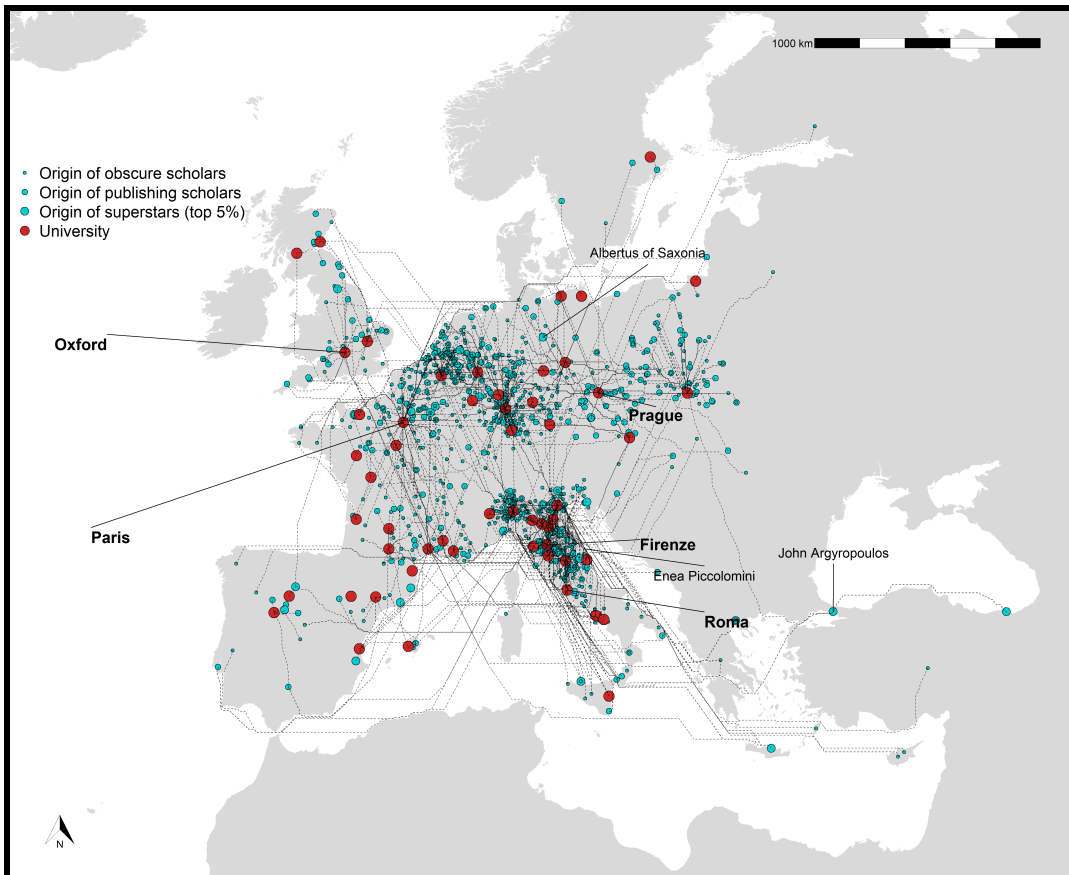 1000 km
Origin of obscure scholars
Origin of publishing scholars
Origin of superstars (top 5%)
University
Albertus of Saxonia
Oxford
Prague
Paris
Firenze
John Argyropoulos
Enea Piccolomini
Roma
N